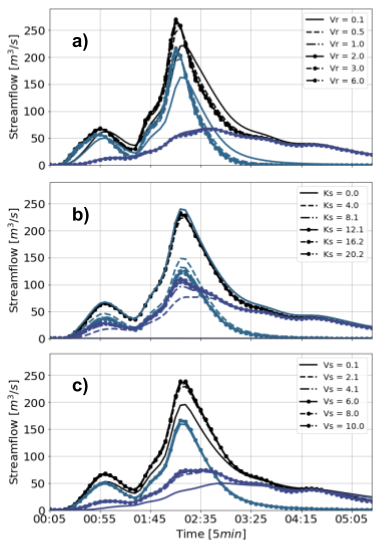 a)
Streamflow [m³/s]
250
200
150
100
50
0
Vr = 0.1
Vr = 0.5
Vr = 1.0
Vr = 2.0
Vr = 3.0
Vr = 6.0
b)
Streamflow [m³/s]
250
200
150
100
50
0
Ks = 0.0
Ks = 4.0
Ks = 8.1
Ks = 12.1
Ks = 16.2
Ks = 20.2
c)
Streamflow [m³/s]
250
200
150
100
50
0
Vs = 0.1
Vs = 2.1
Vs = 4.1
Vs = 6.0
Vs = 8.0
Vs = 10.0
00:05 00:55 01:45 02:35 03:25 04:15 05:05
Time [5min]